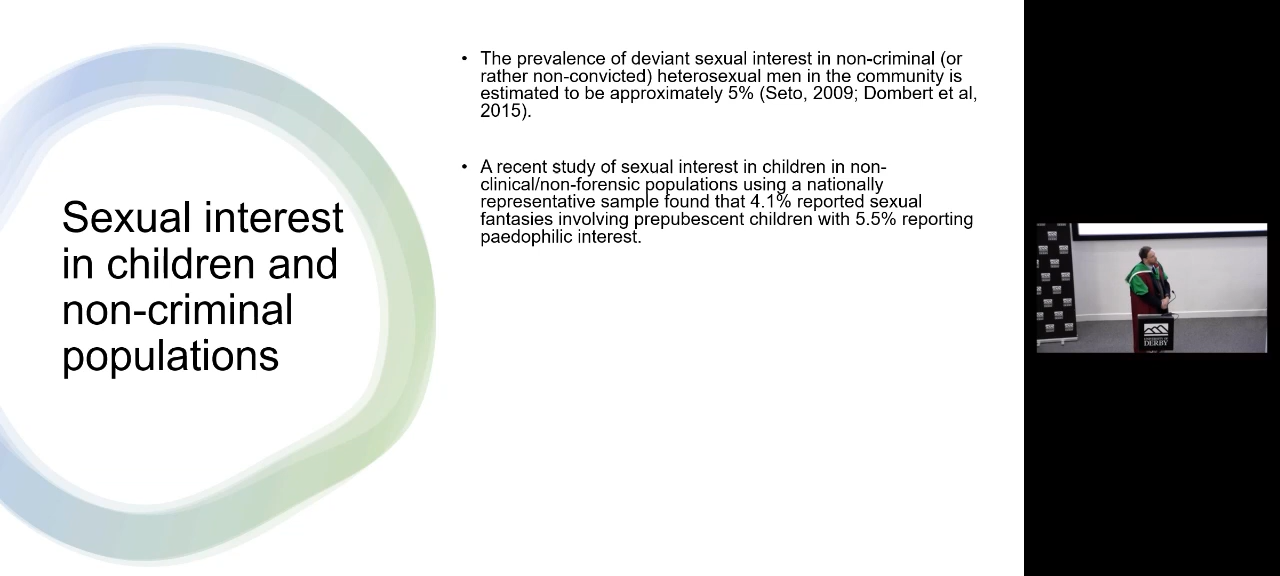 Sexual interest
in children and
non-criminal
populations
• The prevalence of deviant sexual interest in non-criminal (or
rather non-convicted) heterosexual men in the community is
estimated to be approximately 5% (Seto, 2009; Dombert et al,
2015).
• A recent study of sexual interest in children in non-
clinical/non-forensic populations using a nationally
representative sample found that 4.1% reported sexual
fantasies involving prepubescent children with 5.5% reporting
paedophilic interest.
UNIVERSITY OF
DERBY